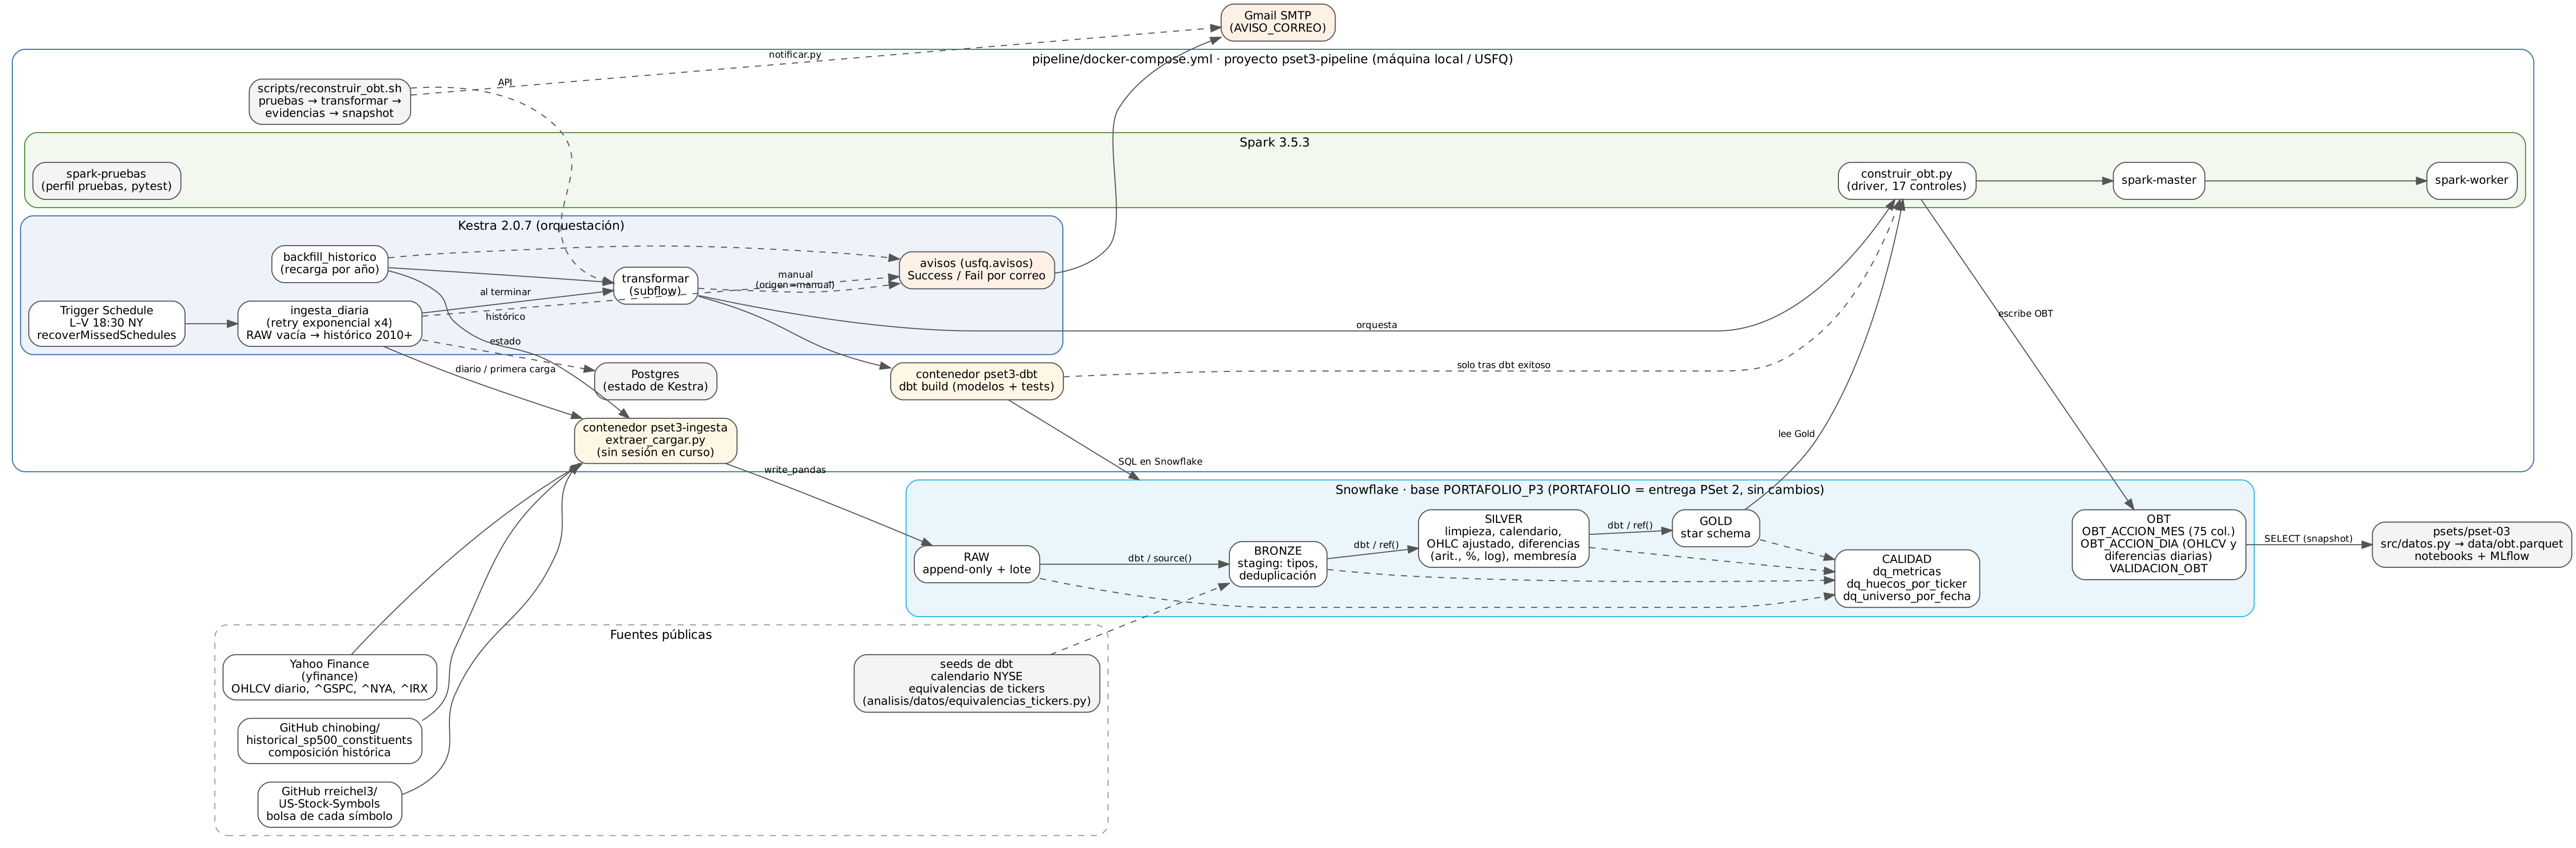 Gmail SMTP
(AVISO_CORREO)
notificar.py
pipeline/docker-compose.yml · proyecto pset3-pipeline (máquina local / USFQ)
API
scripts/reconstruir_obt.sh
pruebas → transformar →
evidencias → snapshot
Spark 3.5.3
spark-pruebas
(perfil pruebas, pytest)
construir_obt.py
(driver, 17 controles)
spark-master
spark-worker
Kestra 2.0.7 (orquestación)
backfill_historico
(recarga por año)
transformar
(subflow)
avisos (usfq.avisos)
Success / Fail por correo
manual
(origen=manual)
Trigger Schedule
L–V 18:30 NY
recoverMissedSchedules
ingesta_diaria
(retry exponencial x4)
RAW vacía → histórico 2010+
al terminar
histórico
estado
orquesta
escribe OBT
diario / primera carga
Postgres
(estado de Kestra)
contenedor pset3-dbt
dbt build (modelos + tests)
solo tras dbt exitoso
contenedor pset3-ingesta
extraer_cargar.py
(sin sesión en curso)
write_pandas
SQL en Snowflake
lee Gold
Snowflake · base PORTAFOLIO_P3 (PORTAFOLIO = entrega PSet 2, sin cambios)
RAW
append-only + lote
dbt / source()
BRONZE
staging: tipos,
deduplicación
dbt / ref()
SILVER
limpieza, calendario,
OHLC ajustado, diferencias
(arit., %, log), membresía
dbt / ref()
GOLD
star schema
CALIDAD
dq_metricas
dq_huecos_por_ticker
dq_universo_por_fecha
OBT
OBT_ACCION_MES (75 col.)
OBT_ACCION_DIA (OHLCV y
diferencias diarias)
VALIDACION_OBT
SELECT (snapshot)
psets/pset-03
src/datos.py → data/obt.parquet
notebooks + MLflow
Fuentes públicas
Yahoo Finance
(yfinance)
OHLCV diario, ^GSPC, ^NYA, ^IRX
seeds de dbt
calendario NYSE
equivalencias de tickers
(analisis/datos/equivalencias_tickers.py)
GitHub chinobing/
historical_sp500_constituents
composición histórica
GitHub rreichel3/
US-Stock-Symbols
bolsa de cada símbolo